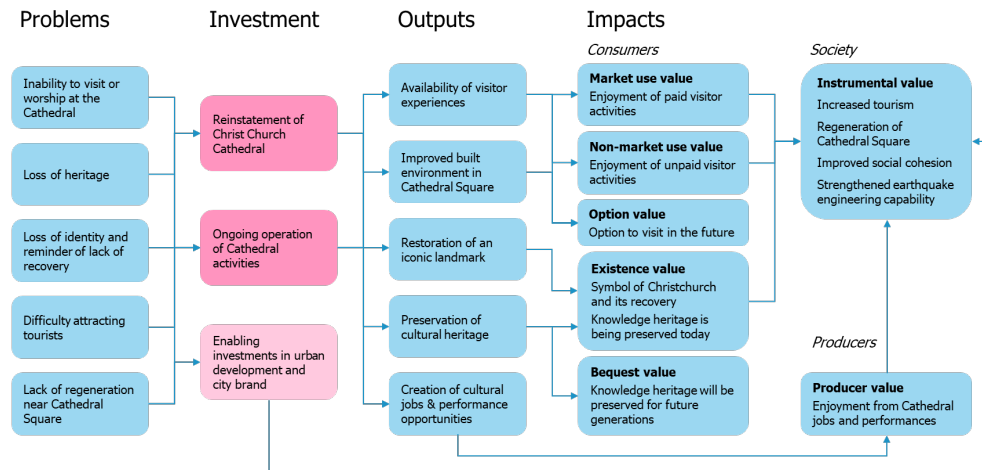 Problems
Investment
Outputs
Impacts
Consumers
Society
Inability to visit or
worship at the
Cathedral
Loss of heritage
Loss of identity and
reminder of lack of
recovery
Difficulty attracting
tourists
Lack of regeneration
near Cathedral
Square
Reinstatement of
Christ Church
Cathedral
Ongoing operation
of Cathedral
activities
Enabling
investments in urban
development and
city brand
Availability of visitor
experiences
Improved built
environment in
Cathedral Square
Restoration of an
iconic landmark
Preservation of
cultural heritage
Creation of cultural
jobs & performance
opportunities
Market use value
Enjoyment of paid visitor
activities
Non-market use value
Enjoyment of unpaid visitor
activities
Option value
Option to visit in the future
Existence value
Symbol of Christchurch
and its recovery
Knowledge heritage is
being preserved today
Bequest value
Knowledge heritage will be
preserved for future
generations
Instrumental value
Increased tourism
Regeneration of
Cathedral Square
Improved social cohesion
Strengthened earthquake
engineering capability
Producers
Producer value
Enjoyment from Cathedral
jobs and performances